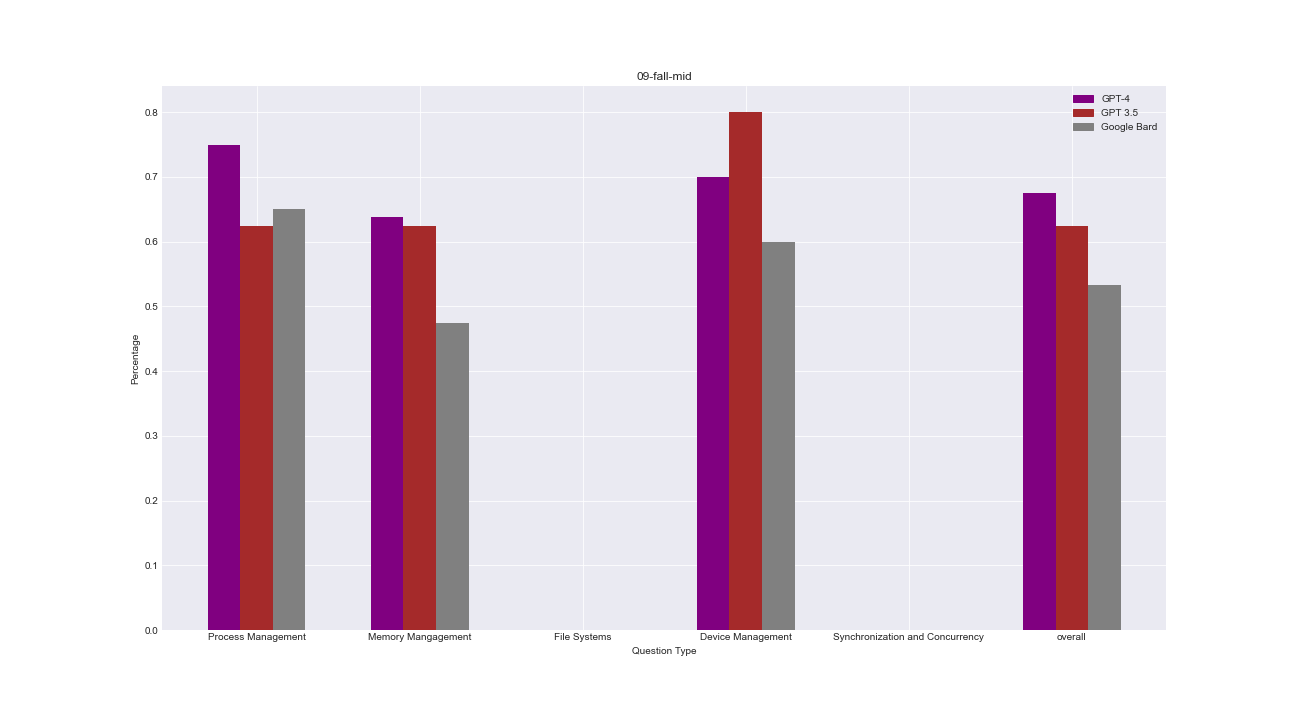 09-fall-mid
GPT-4
GPT 3.5
Google Bard
0.8
0.7
0.6
0.5
0.4
0.3
0.2
0.1
0.0
Percentage
Process Management
Memory Mangagement
File Systems
Device Management
Synchronization and Concurrency
overall
Question Type